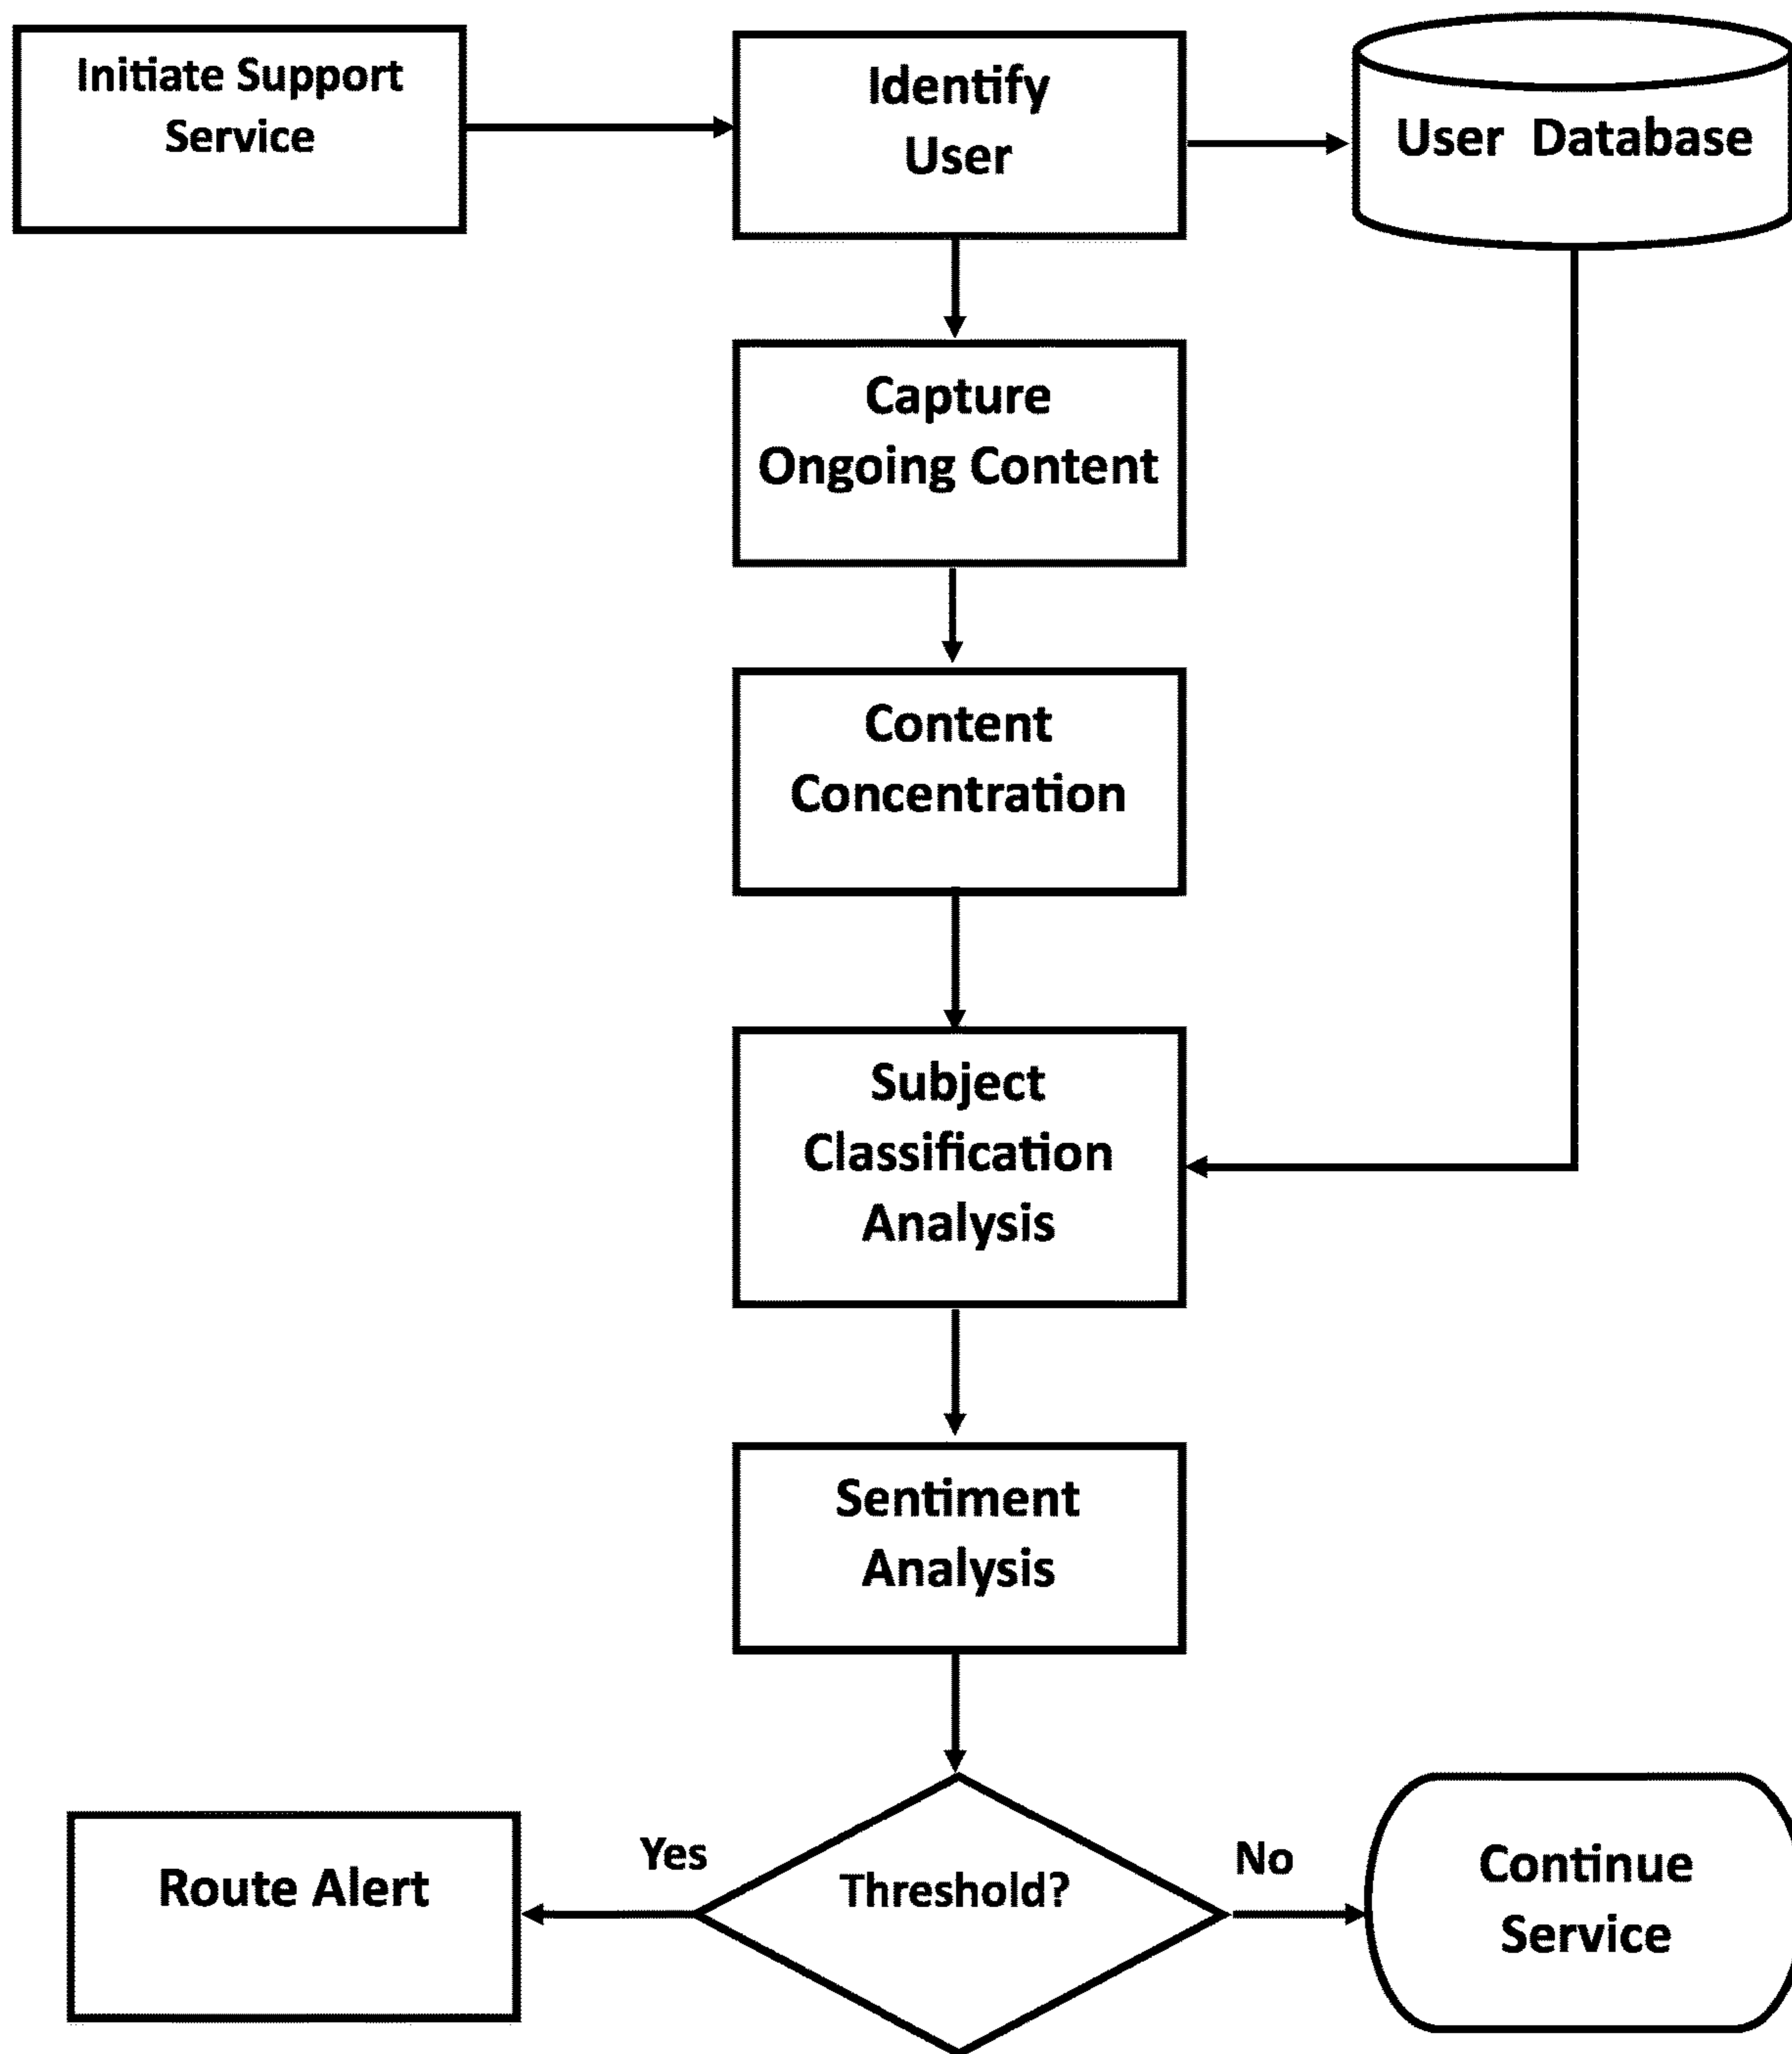 Initiate Support
Service
Identify
User
User Database
Capture
Ongoing Content
Content
Concentration
Subject
Classification
Analysis
Sentiment
Analysis
Route Alert
Yes
Threshold?
No
Continue
Service